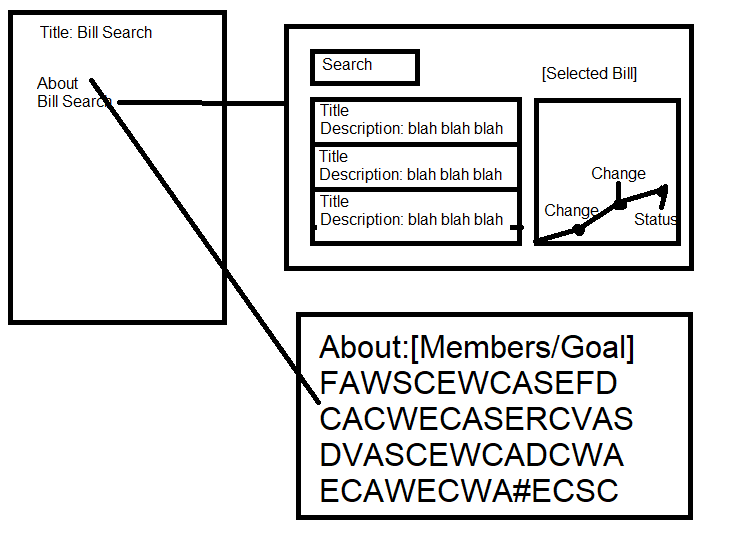 Title: Bill Search
About
Bill Search
Search
[Selected Bill]
Title
Description: blah blah blah
Title
Description: blah blah blah
Title
Description: blah blah blah
Change
Change
Status
About:[Members/Goal]
FAWSCEWCASEFD
CACWECASERCVAS
DVASCEWCADCWA
ECAWECWA#ECSC